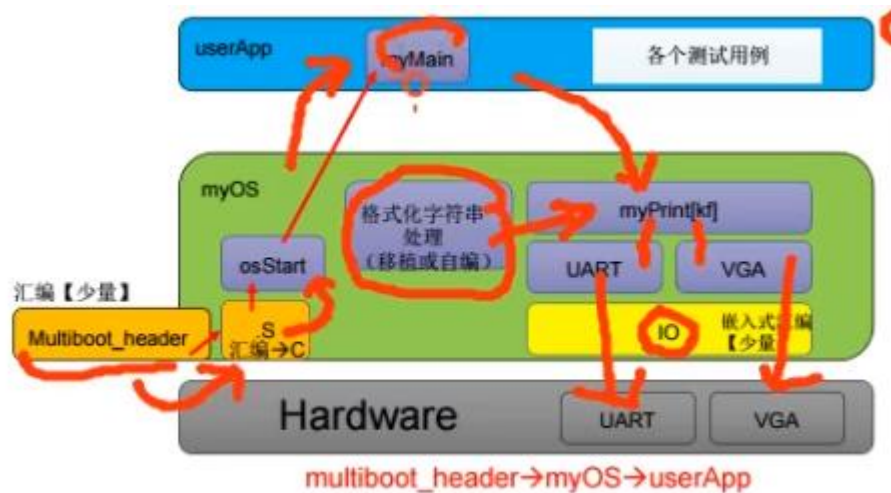 userApp
myMain
各个测试用例
myOS
格式化字符串
处理
(移植或自编)
myPrint[kf]
osStart
UART
VGA
汇编【少量】
Multiboot_header
.S
汇编→C
IO
嵌入式汇编
【少量
Hardware
UART
VGA
multiboot_header→myOS→userApp